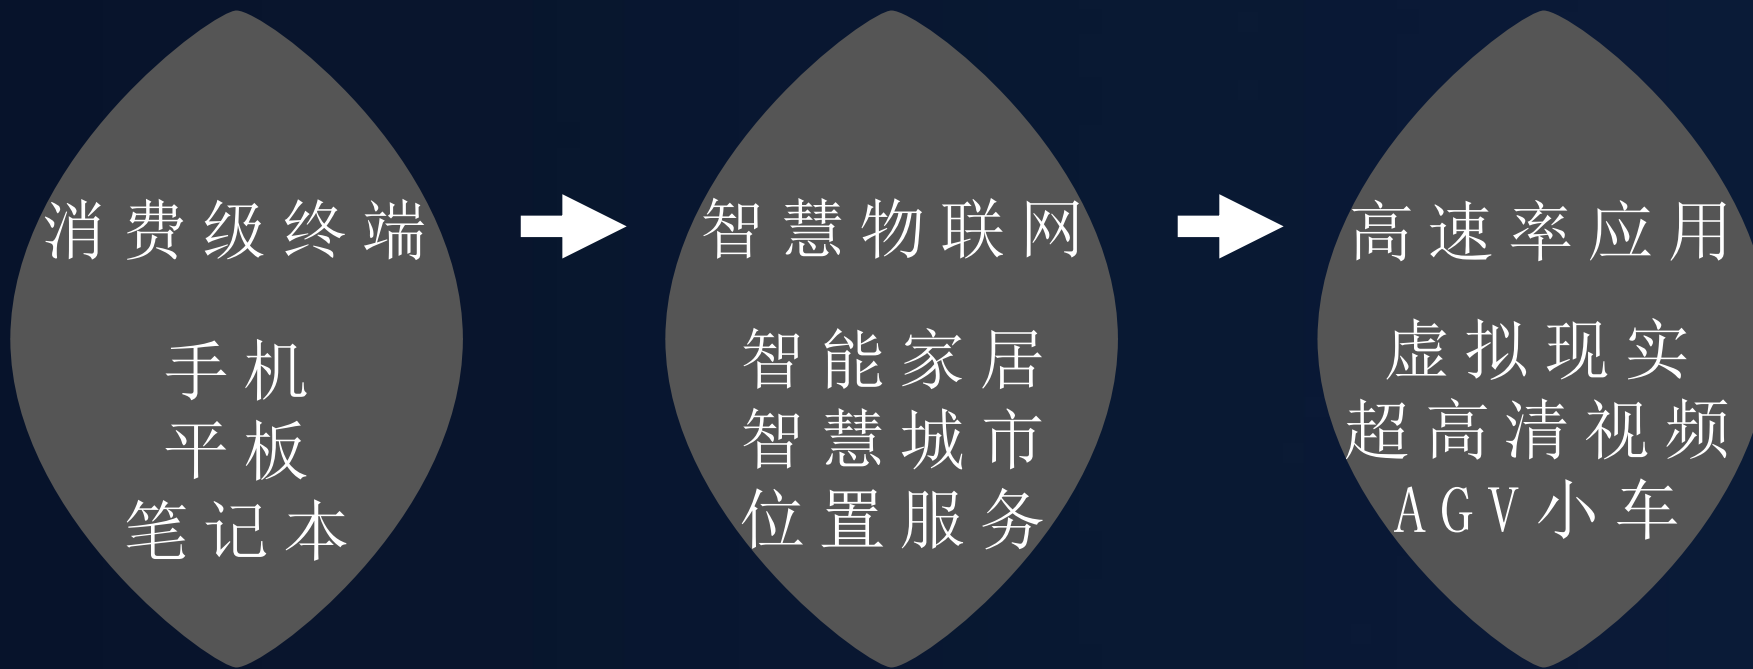 消费级终端
手机
平板
笔记本
智慧物联网
智能家居
智慧城市
位置服务
高速率应用
虚拟现实
超高清视频
AGV小车